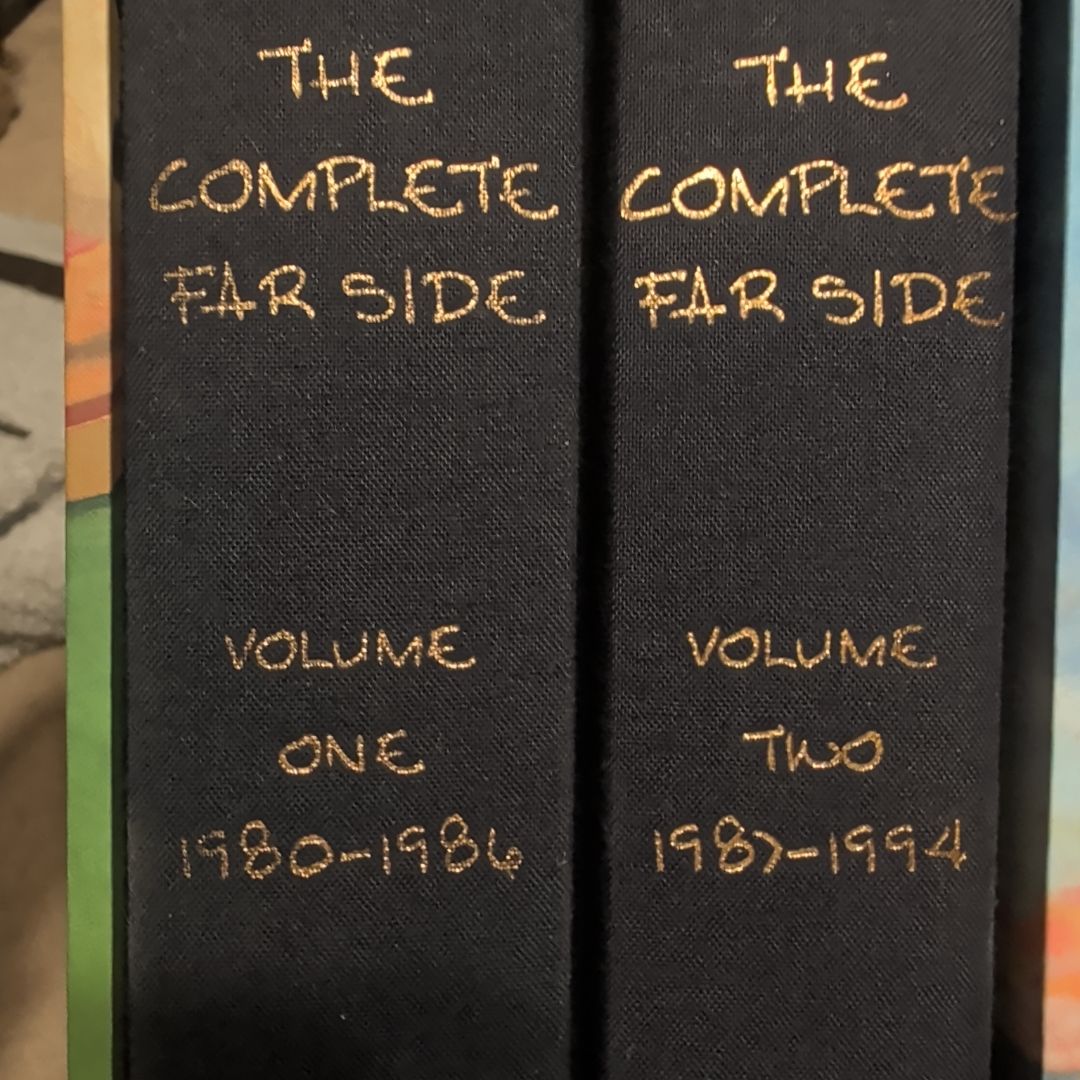 THE
COMPLETE
FAR SIDE
VOLUME
ONE
1980-1986
THE
COMPLETE
FAR SIDE
VOLUME
TWO
1987-1994